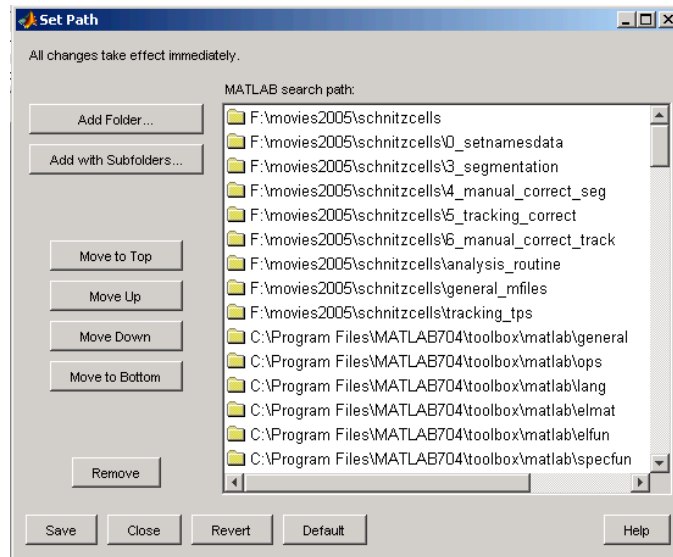 Set Path
All changes take effect immediately.
MATLAB search path:
Add Folder...
Add with Subfolders...
Move to Top
Move Up
Move Down
Move to Bottom
Remove
F:\movies2005\schnitzcells
F:\movies2005\schnitzcells\0_setnamesdata
F:\movies2005\schnitzcells\3_segmentation
F:\movies2005\schnitzcells\4_manual_correct_seg
F:\movies2005\schnitzcells\5_tracking_correct
F:\movies2005\schnitzcells\6_manual_correct_track
F:\movies2005\schnitzcells\analysis_routine
F:\movies2005\schnitzcells\general_mfiles
F:\movies2005\schnitzcells\tracking_tps
C:\Program Files\MATLAB704\toolbox\matlab\general
C:\Program Files\MATLAB704\toolbox\matlab\ops
C:\Program Files\MATLAB704\toolbox\matlab\lang
C:\Program Files\MATLAB704\toolbox\matlab\elmat
C:\Program Files\MATLAB704\toolbox\matlab\elfun
C:\Program Files\MATLAB704\toolbox\matlab\specfun
Save Close Revert Default Help